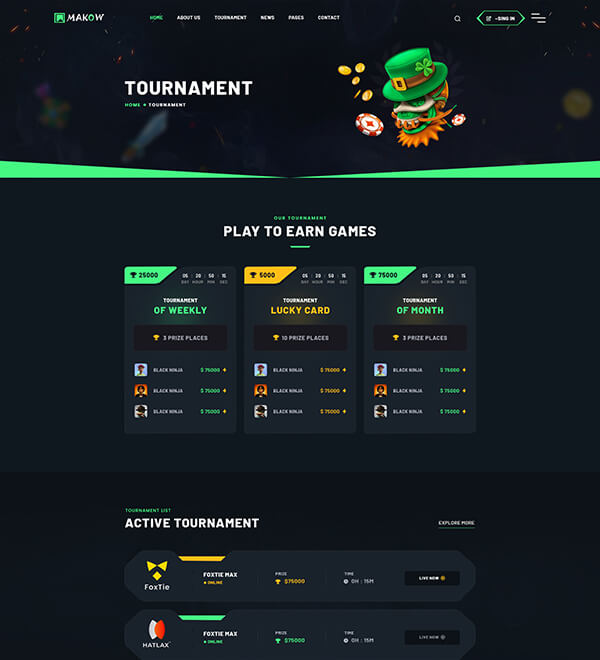 MAKOW
HOME ABOUT US TOURNAMENT NEWS PAGES CONTACT
~SING IN
TOURNAMENT
HOME TOURNAMENT
OUR TOURNAMENT
PLAY TO EARN GAMES
25000
05 : 20 : 50 : 15
DAY HOUR MIN SEC
TOURNAMENT
OF WEEKLY
3 PRIZE PLACES
BLACK NINJA $ 75000
BLACK NINJA $ 75000
BLACK NINJA $ 75000
5000
05 : 20 : 50 : 15
DAY HOUR MIN SEC
TOURNAMENT
LUCKY CARD
10 PRIZE PLACES
BLACK NINJA $ 75000
BLACK NINJA $ 75000
BLACK NINJA $ 75000
75000
05 : 20 : 50 : 15
DAY HOUR MIN SEC
TOURNAMENT
OF MONTH
3 PRIZE PLACES
BLACK NINJA $ 75000
BLACK NINJA $ 75000
BLACK NINJA $ 75000
TOURNAMENT LIST
ACTIVE TOURNAMENT
EXPLORE MORE
FoxTie
FOXTIE MAX
ONLINE
PRIZE
$75000
TIME
0H : 15M
LIVE NOW
HATLAX
FOXTIE MAX
ONLINE
PRIZE
$75000
TIME
0H : 15M
LIVE NOW